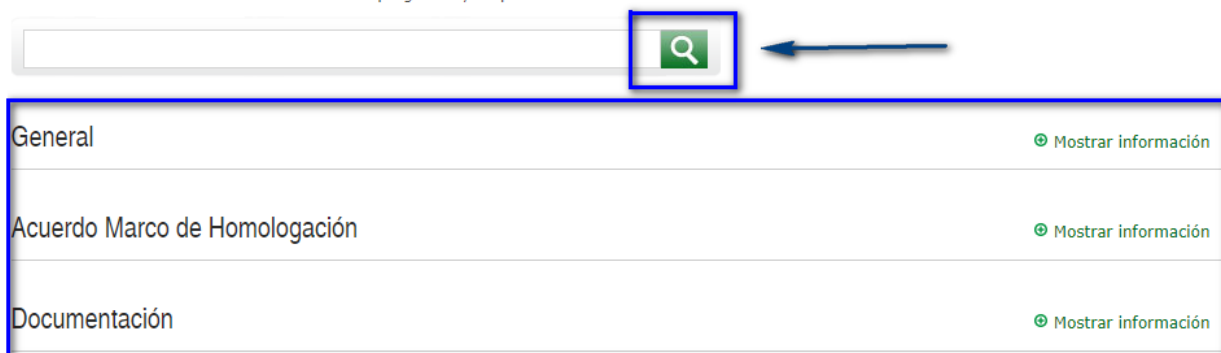 General
Mostrar información
Acuerdo Marco de Homologación
Mostrar información
Documentación
Mostrar información